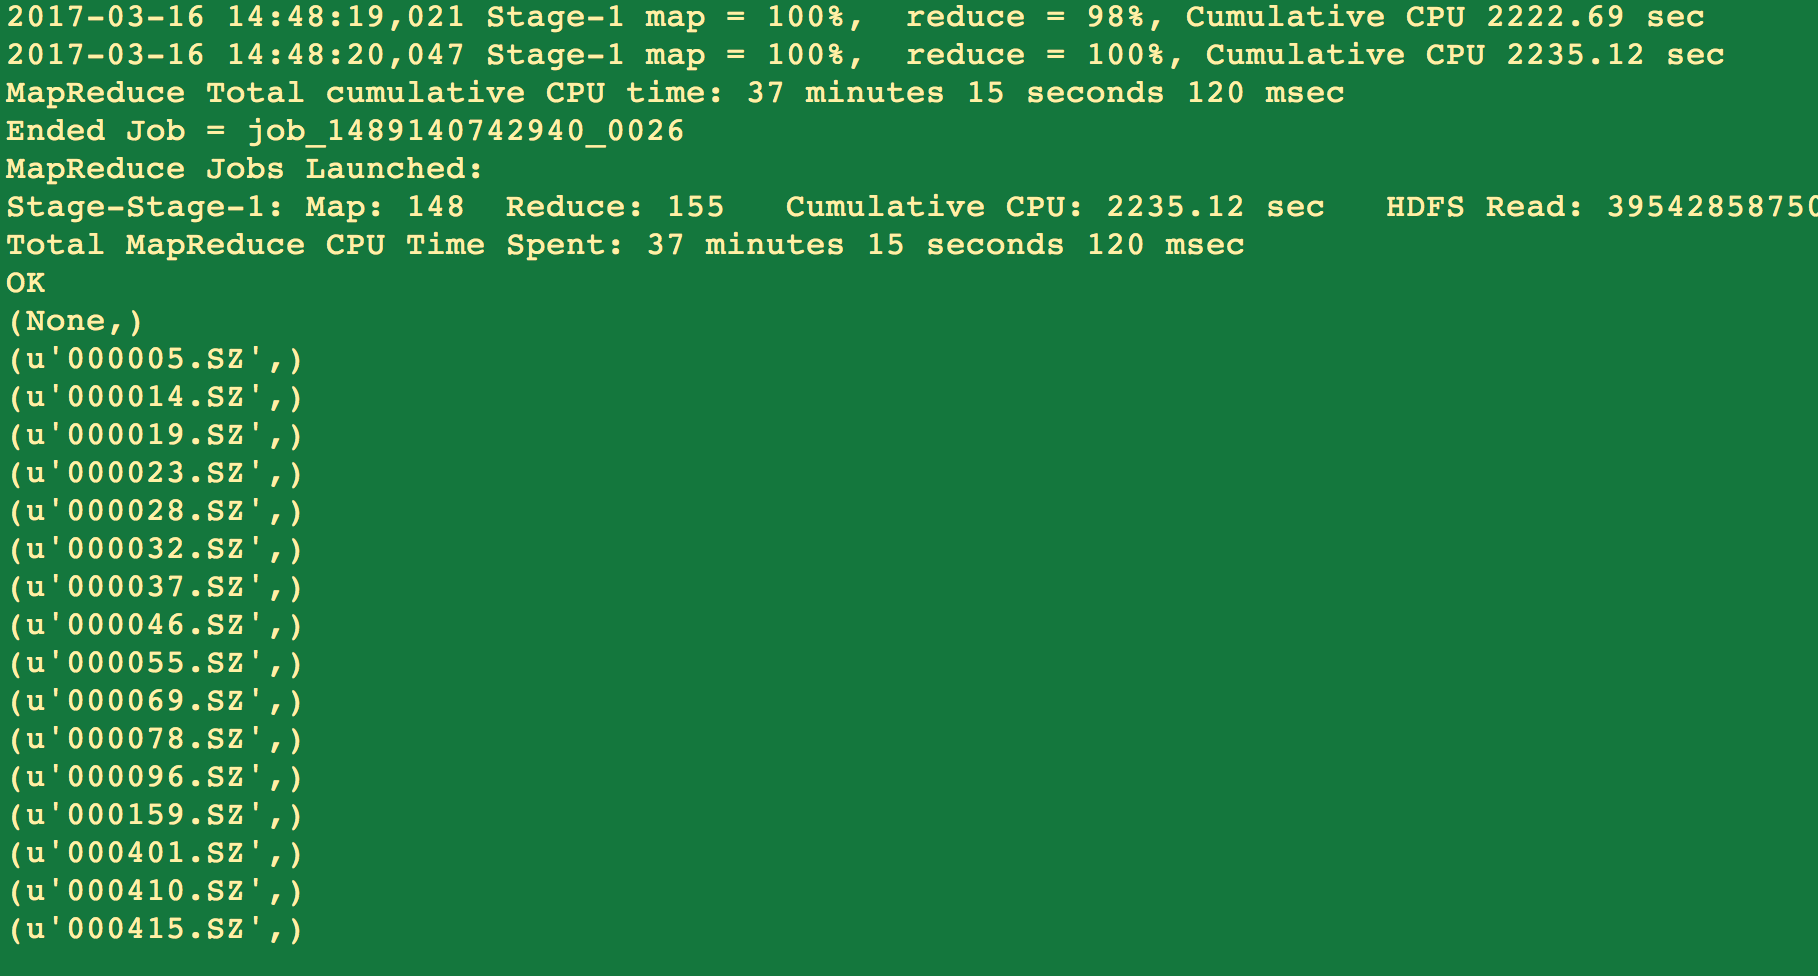 2017-03-16 14:48:19,021 Stage-1 map = 100%,  reduce = 98%, Cumulative CPU 2222.69 sec
2017-03-16 14:48:20,047 Stage-1 map = 100%,  reduce = 100%, Cumulative CPU 2235.12 sec
MapReduce Total cumulative CPU time: 37 minutes 15 seconds 120 msec
Ended Job = job_1489140742940_0026
MapReduce Jobs Launched:
Stage-Stage-1: Map: 148  Reduce: 155   Cumulative CPU: 2235.12 sec   HDFS Read: 39542858750
Total MapReduce CPU Time Spent: 37 minutes 15 seconds 120 msec
OK
(None,)
(u'000005.SZ',)
(u'000014.SZ',)
(u'000019.SZ',)
(u'000023.SZ',)
(u'000028.SZ',)
(u'000032.SZ',)
(u'000037.SZ',)
(u'000046.SZ',)
(u'000055.SZ',)
(u'000069.SZ',)
(u'000078.SZ',)
(u'000096.SZ',)
(u'000159.SZ',)
(u'000401.SZ',)
(u'000410.SZ',)
(u'000415.SZ',)